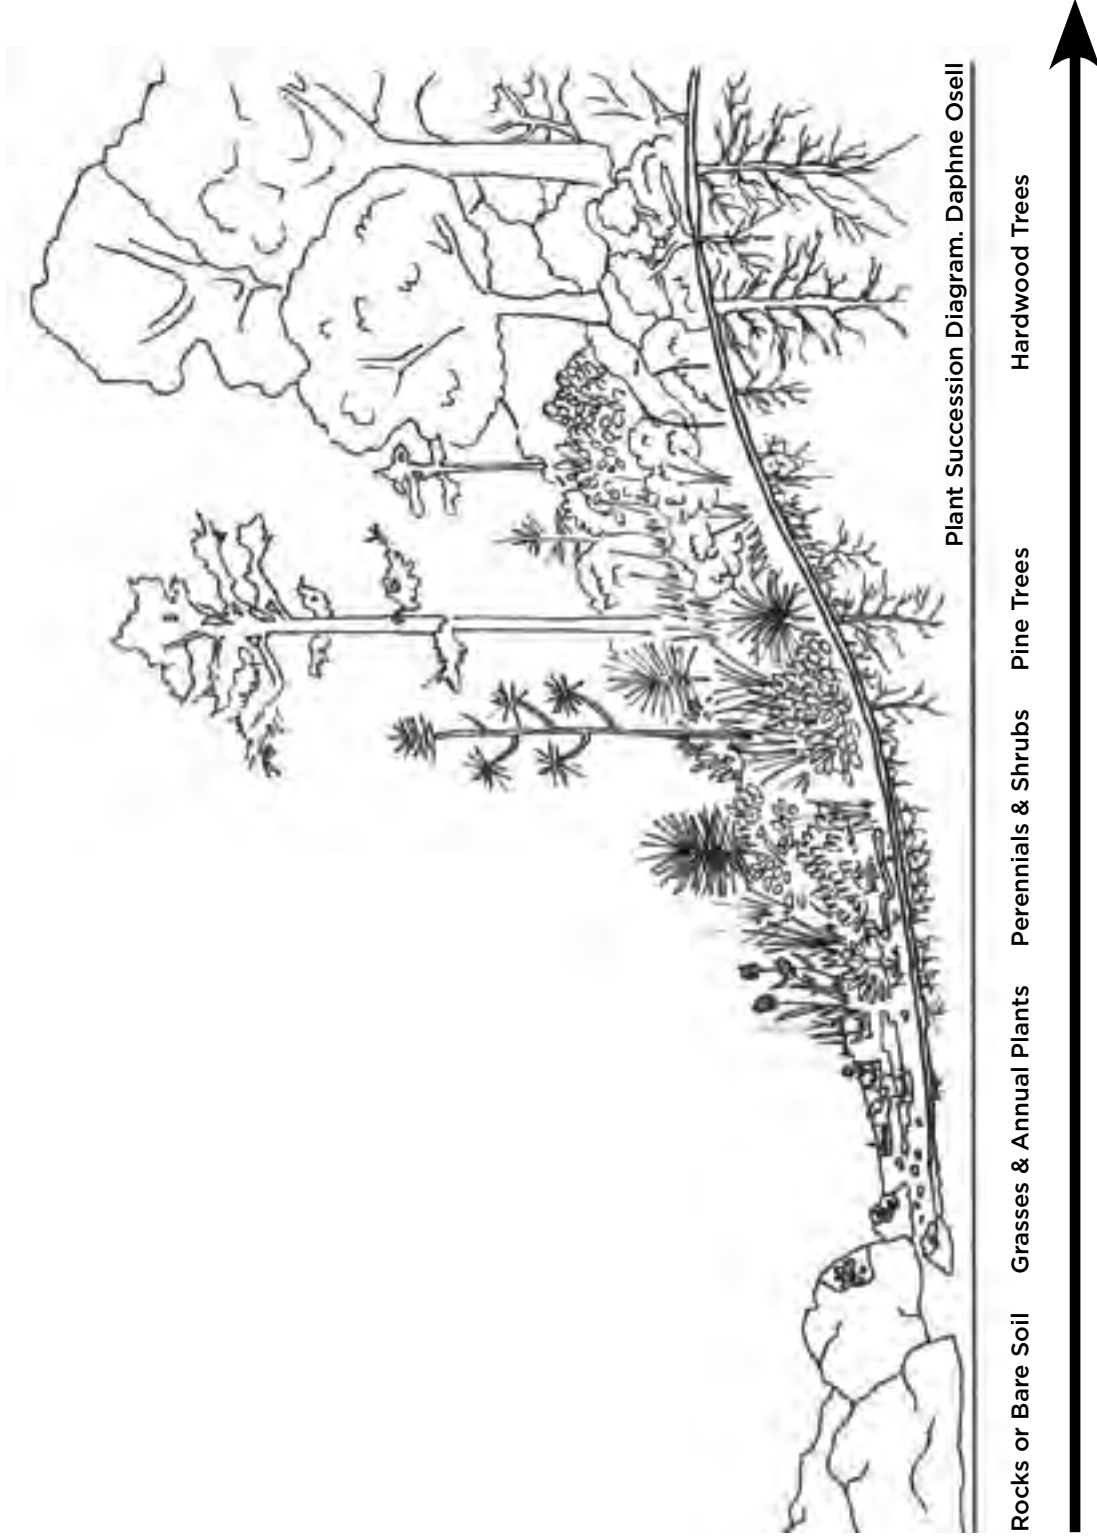 Plant Succession Diagram. Daphne Osell
Rocks or Bare Soil Grasses & Annual Plants Perennials & Shrubs Pine Trees Hardwood Trees